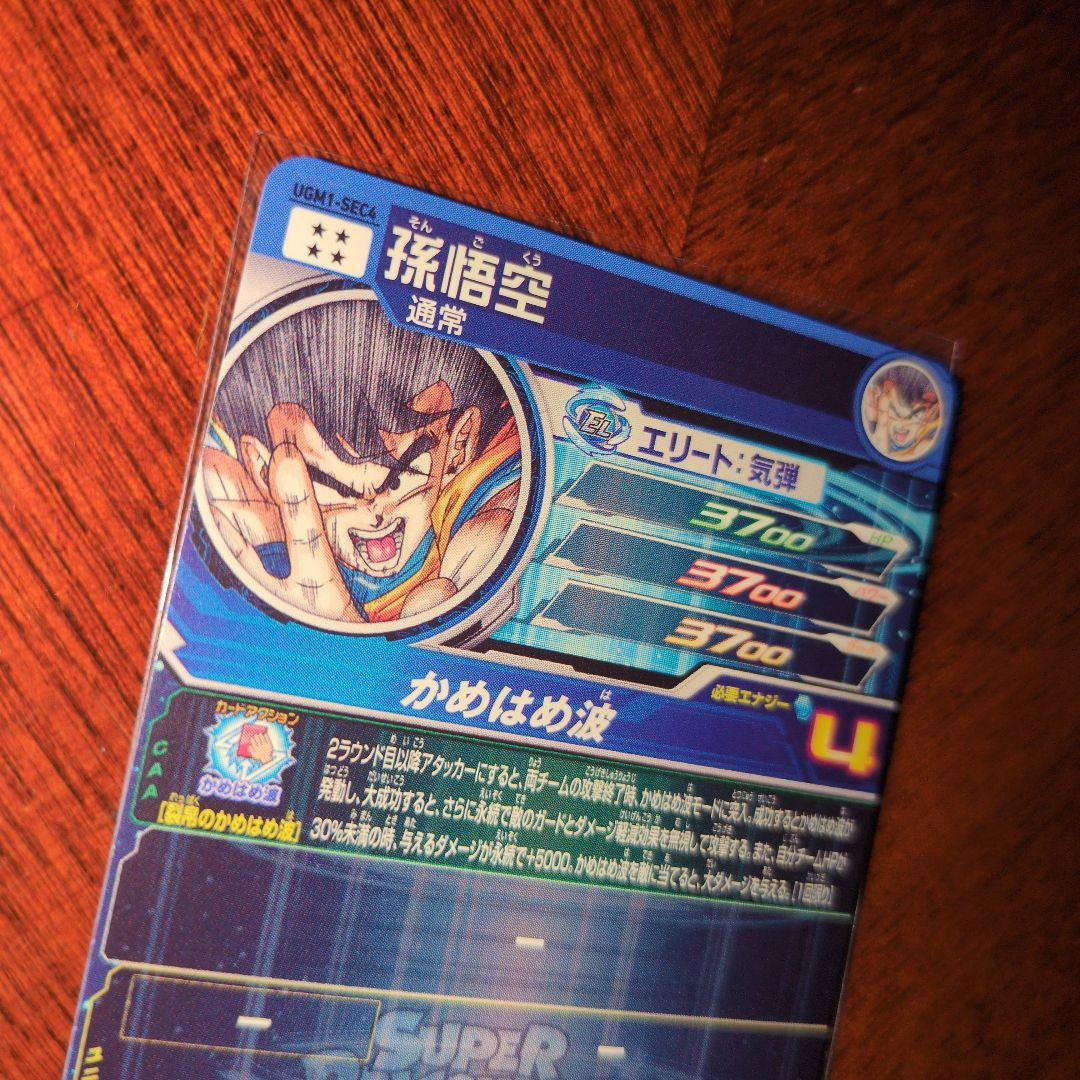 UGM1-SEC4
★★★★
そん ご くう
孫悟空
通常
EL
エリート:気弾
3700 HP
3700 パワー
3700
かめはめ波
は
必要エナジー
4
CAA
カードアクション
かめはめ波
[裂帛のかめはめ波]
2ラウンド目以降アタッカーにすると、両チームの攻撃終了時、かめはめ波モードに突入。成功するとかめはめ波が
発動し、大成功すると、さらに永続で敵のガードとダメージ軽減効果を無視して攻撃する。また、自分チームHPが
30%未満の時、与えるダメージが永続で+5000。かめはめ波を敵に当てると、大ダメージを与える。[1回限り]
SUPER